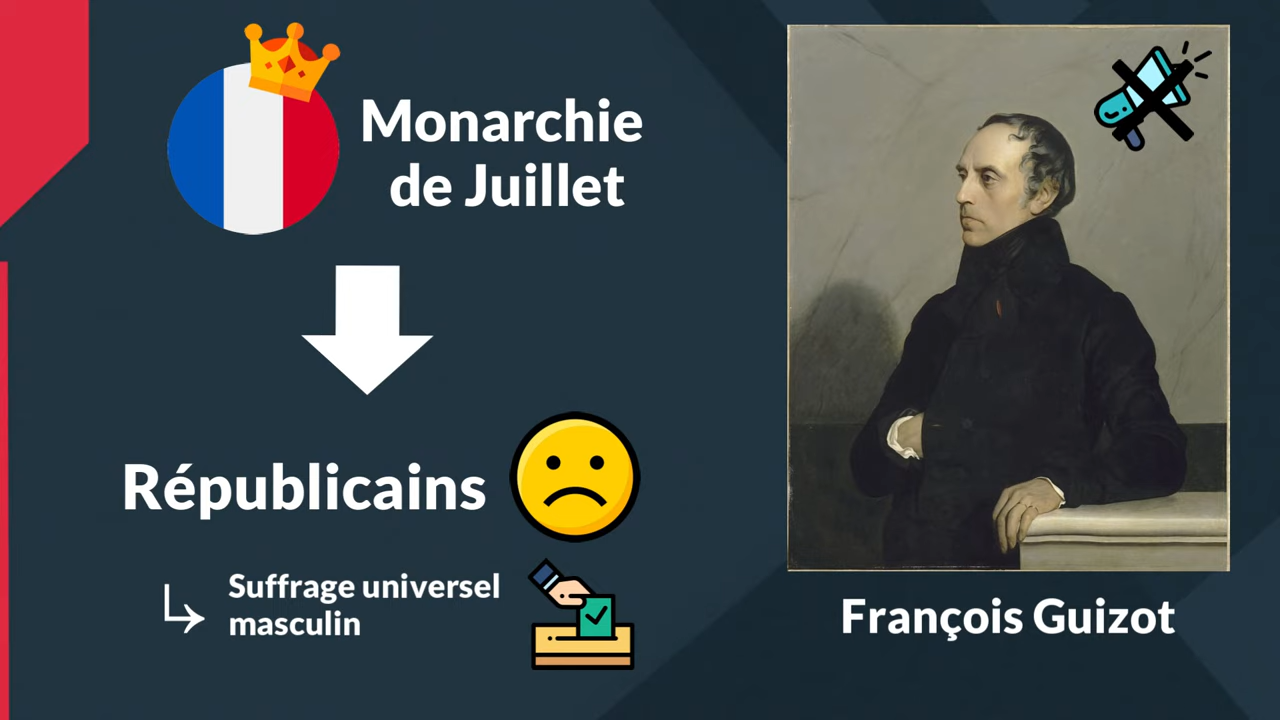 Monarchie
de Juillet
Républicains
Suffrage universel
masculin
François Guizot